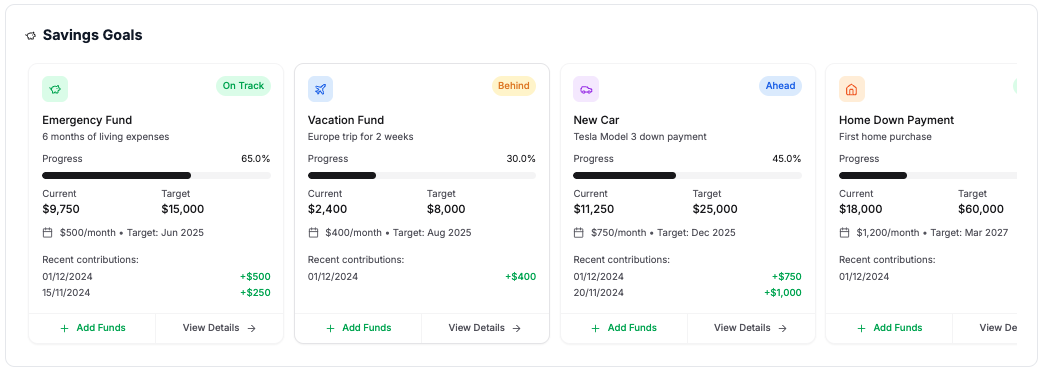 Savings Goals
On Track
Emergency Fund
6 months of living expenses
Progress 65.0%
Current Target
$9,750 $15,000
$500/month • Target: Jun 2025
Recent contributions:
01/12/2024 +$500
15/11/2024 +$250
+ Add Funds View Details →
Behind
Vacation Fund
Europe trip for 2 weeks
Progress 30.0%
Current Target
$2,400 $8,000
$400/month • Target: Aug 2025
Recent contributions:
01/12/2024 +$400
+ Add Funds View Details →
Ahead
New Car
Tesla Model 3 down payment
Progress 45.0%
Current Target
$11,250 $25,000
$750/month • Target: Dec 2025
Recent contributions:
01/12/2024 +$750
20/11/2024 +$1,000
+ Add Funds View Details →
Home Down Payment
First home purchase
Progress
Current Target
$18,000 $60,000
$1,200/month • Target: Mar 2027
Recent contributions:
01/12/2024
+ Add Funds View De